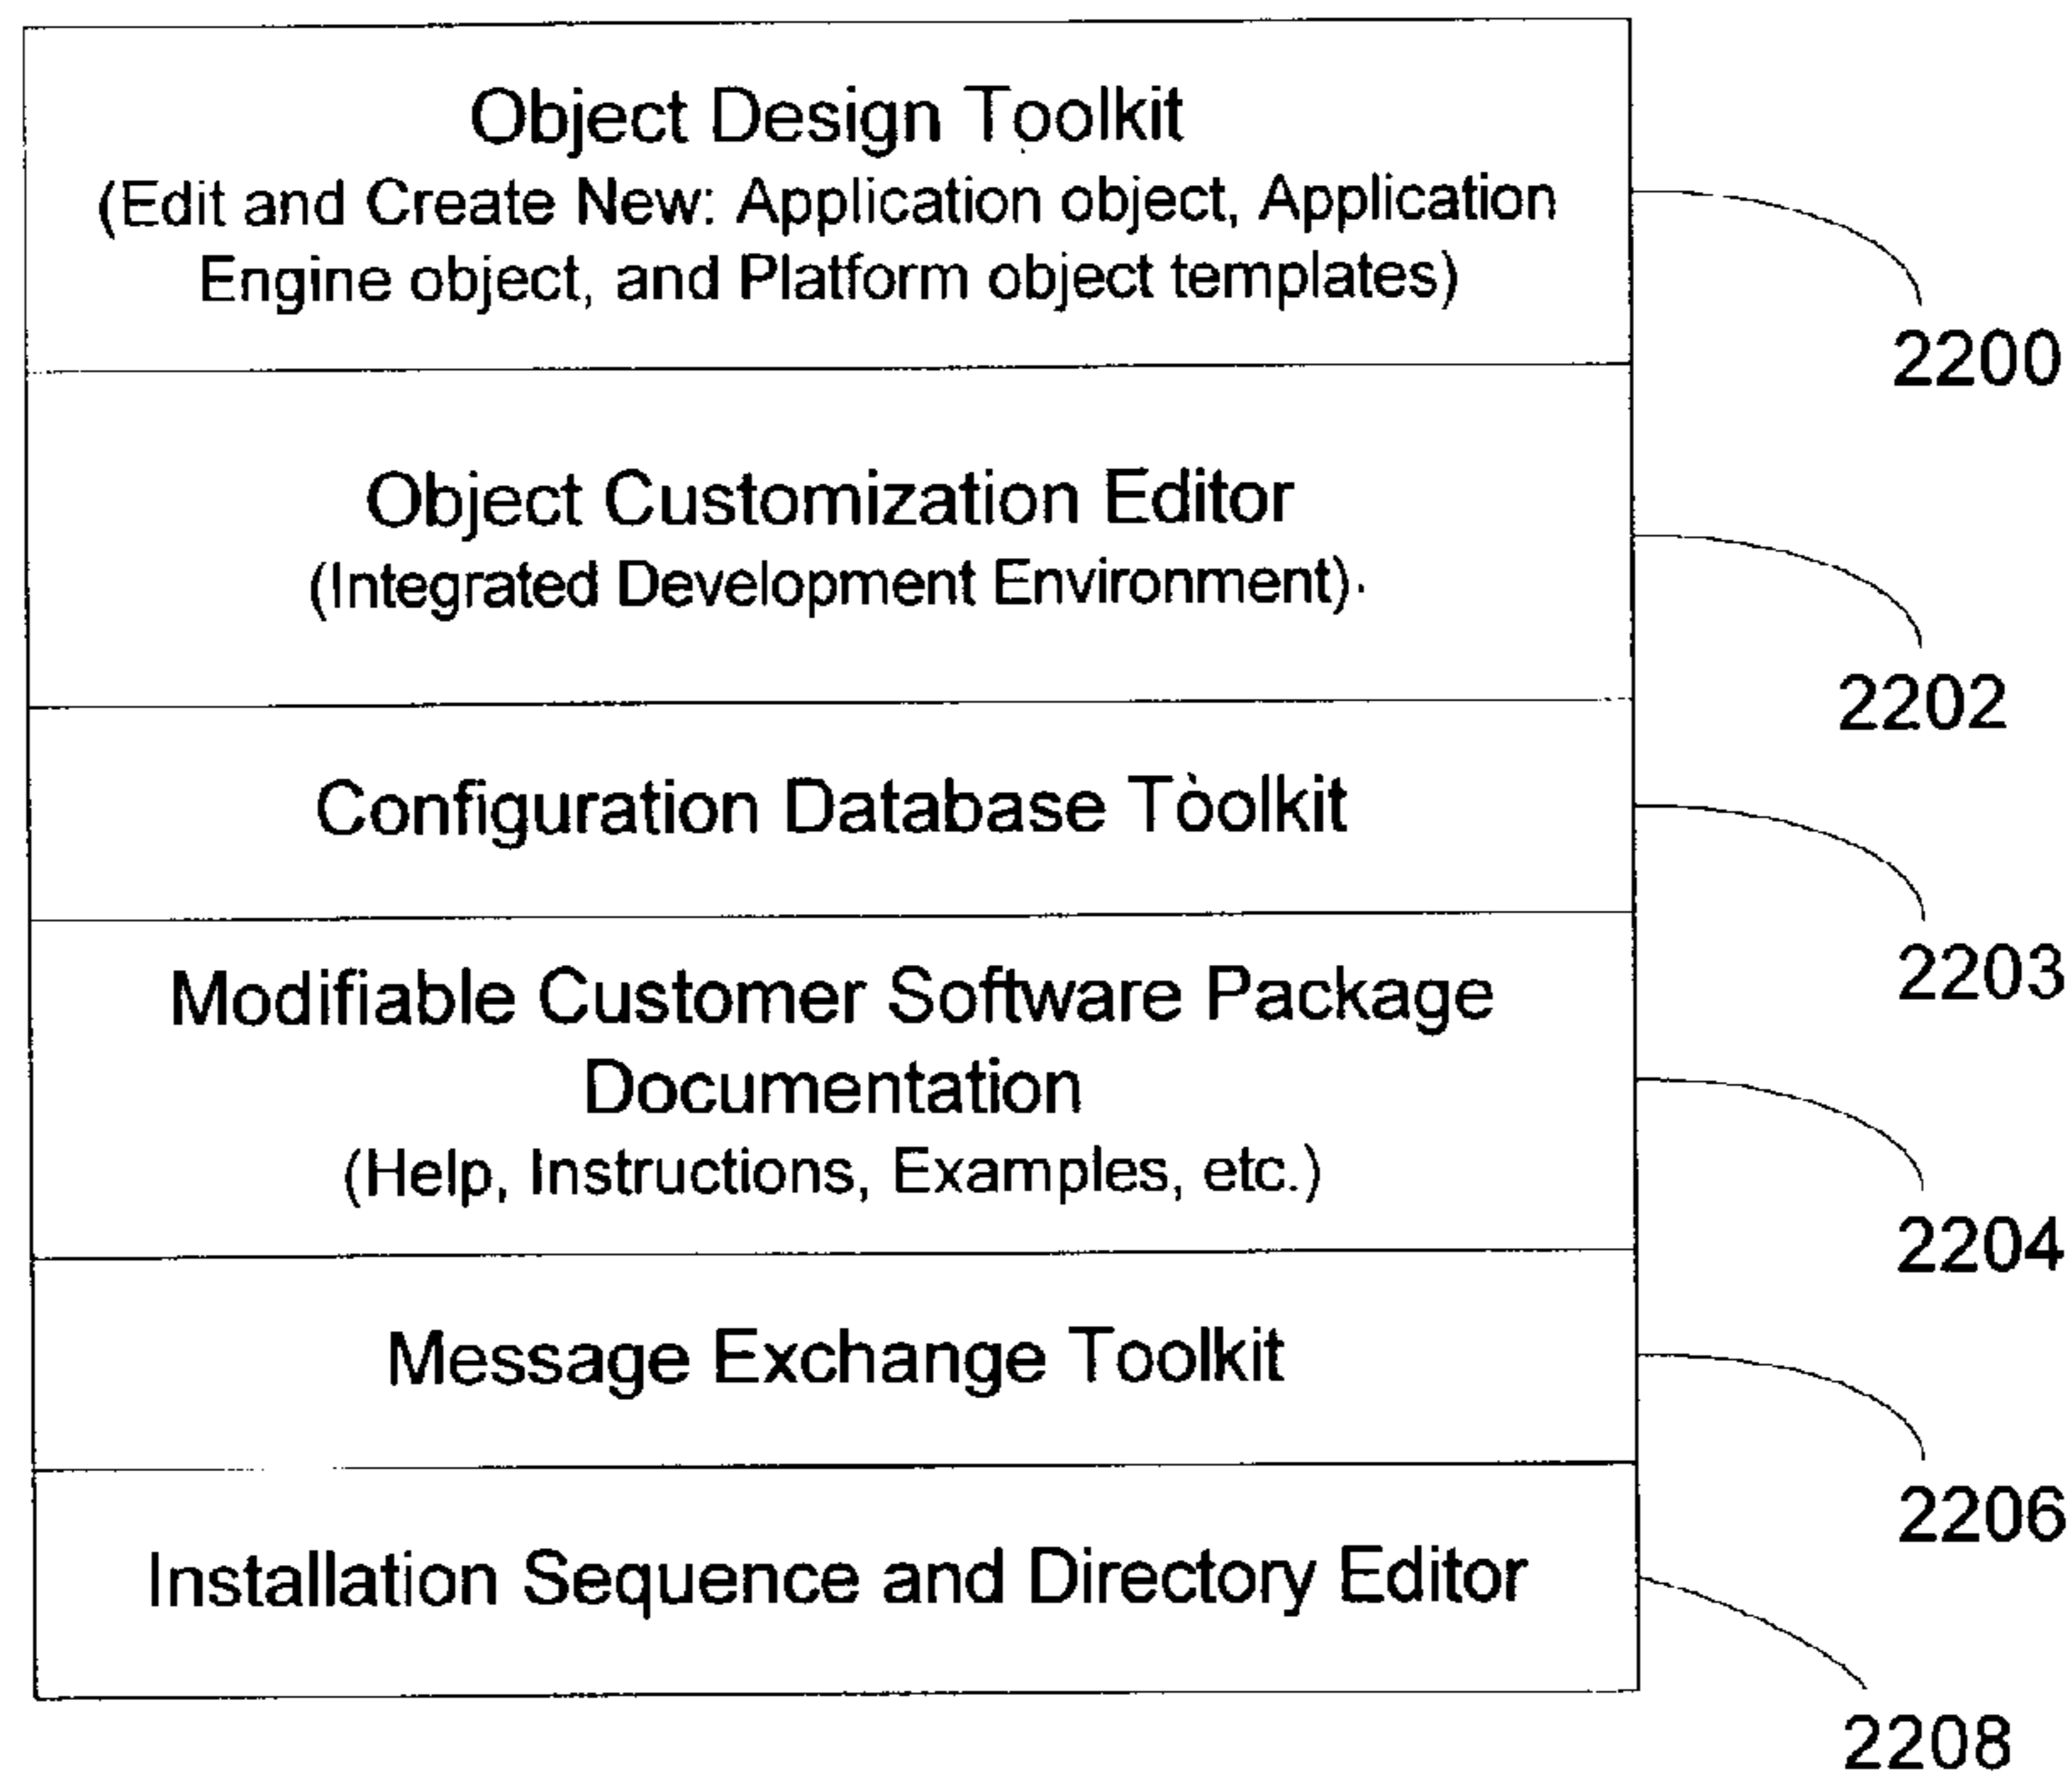 Object Design Toolkit
(Edit and Create New: Application object, Application
Engine object, and Platform object templates)
2200
Object Customization Editor
(Integrated Development Environment)
2202
Configuration Database Toolkit
2203
Modifiable Customer Software Package
Documentation
(Help, Instructions, Examples, etc.)
2204
Message Exchange Toolkit
2206
Installation Sequence and Directory Editor
2208